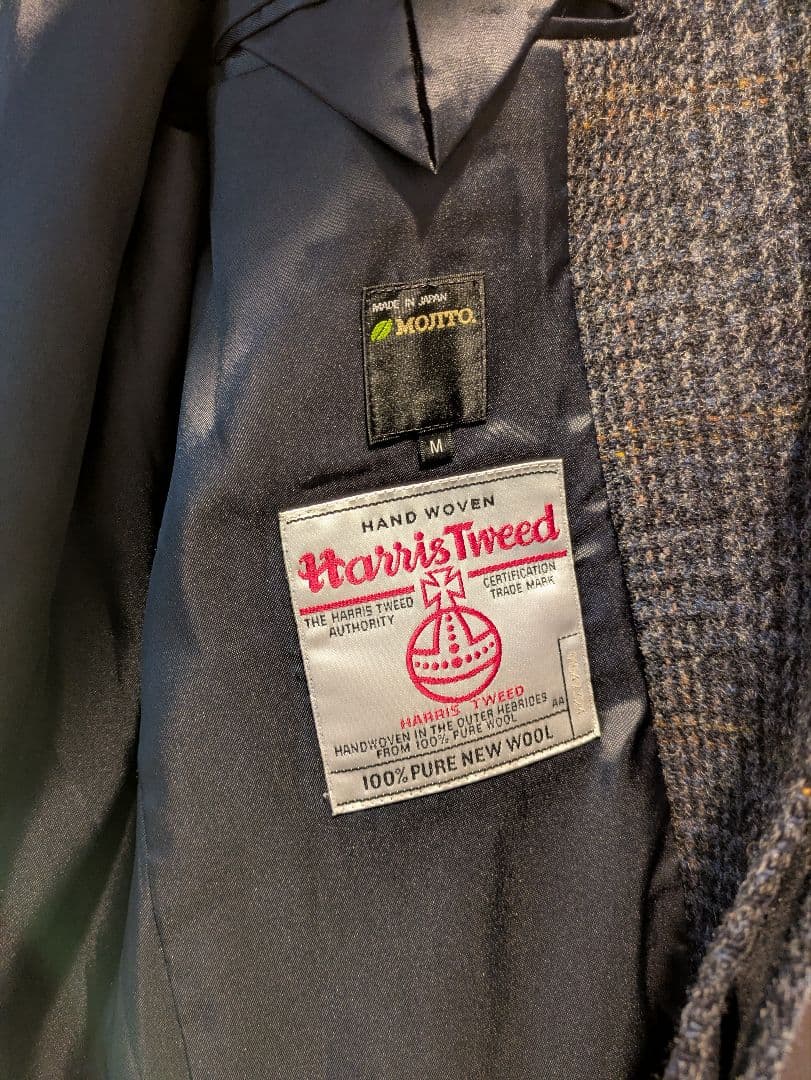 MADE IN JAPAN
MOJITO.
M
HAND WOVEN
Harris Tweed
THE HARRIS TWEED
AUTHORITY
CERTIFICATION
TRADE MARK
HARRIS TWEED
HANDWOVEN IN THE OUTER HEBRIDES
FROM 100% PURE WOOL
AA
100% PURE NEW WOOL